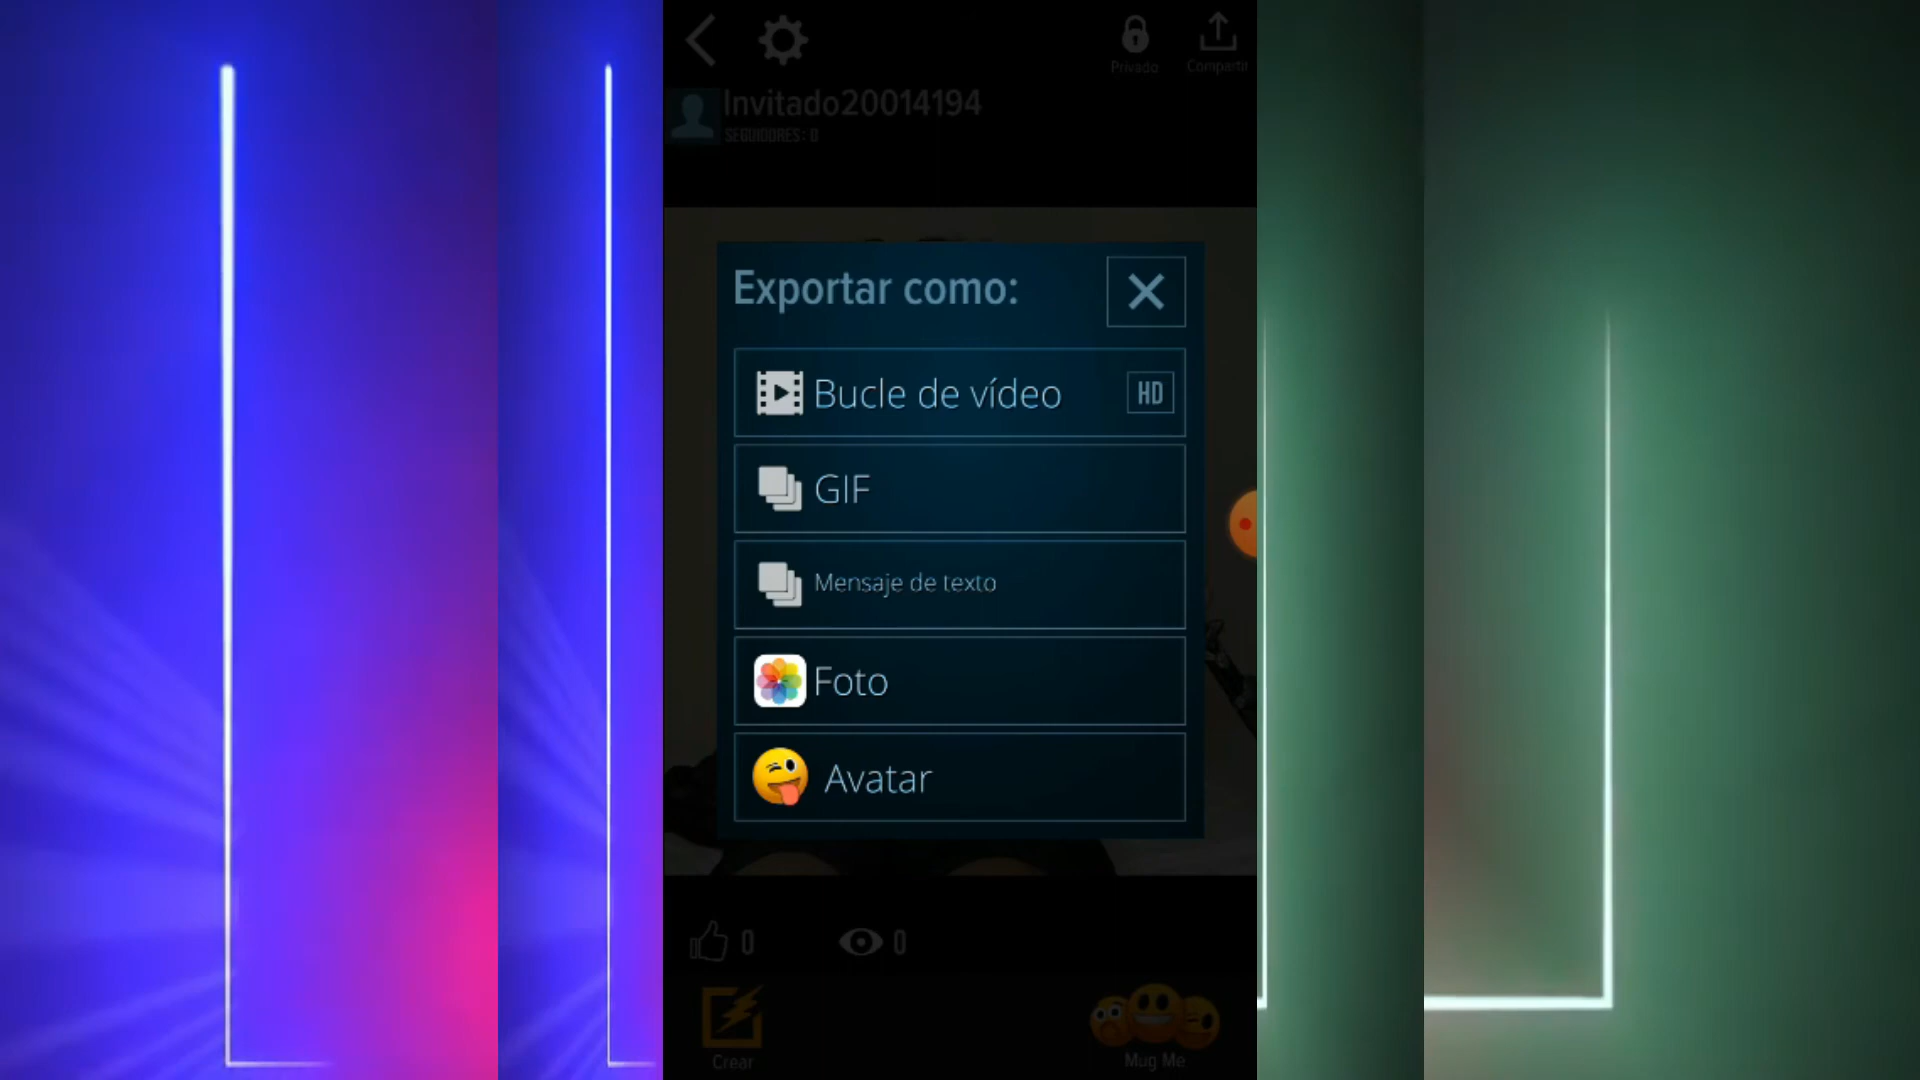 Privado
Compartir
Invitado20014194
SEGUIDORES: 0
Exportar como:
Bucle de vídeo
HD
GIF
Mensaje de texto
Foto
Avatar
0
0
Crear
Mug Me